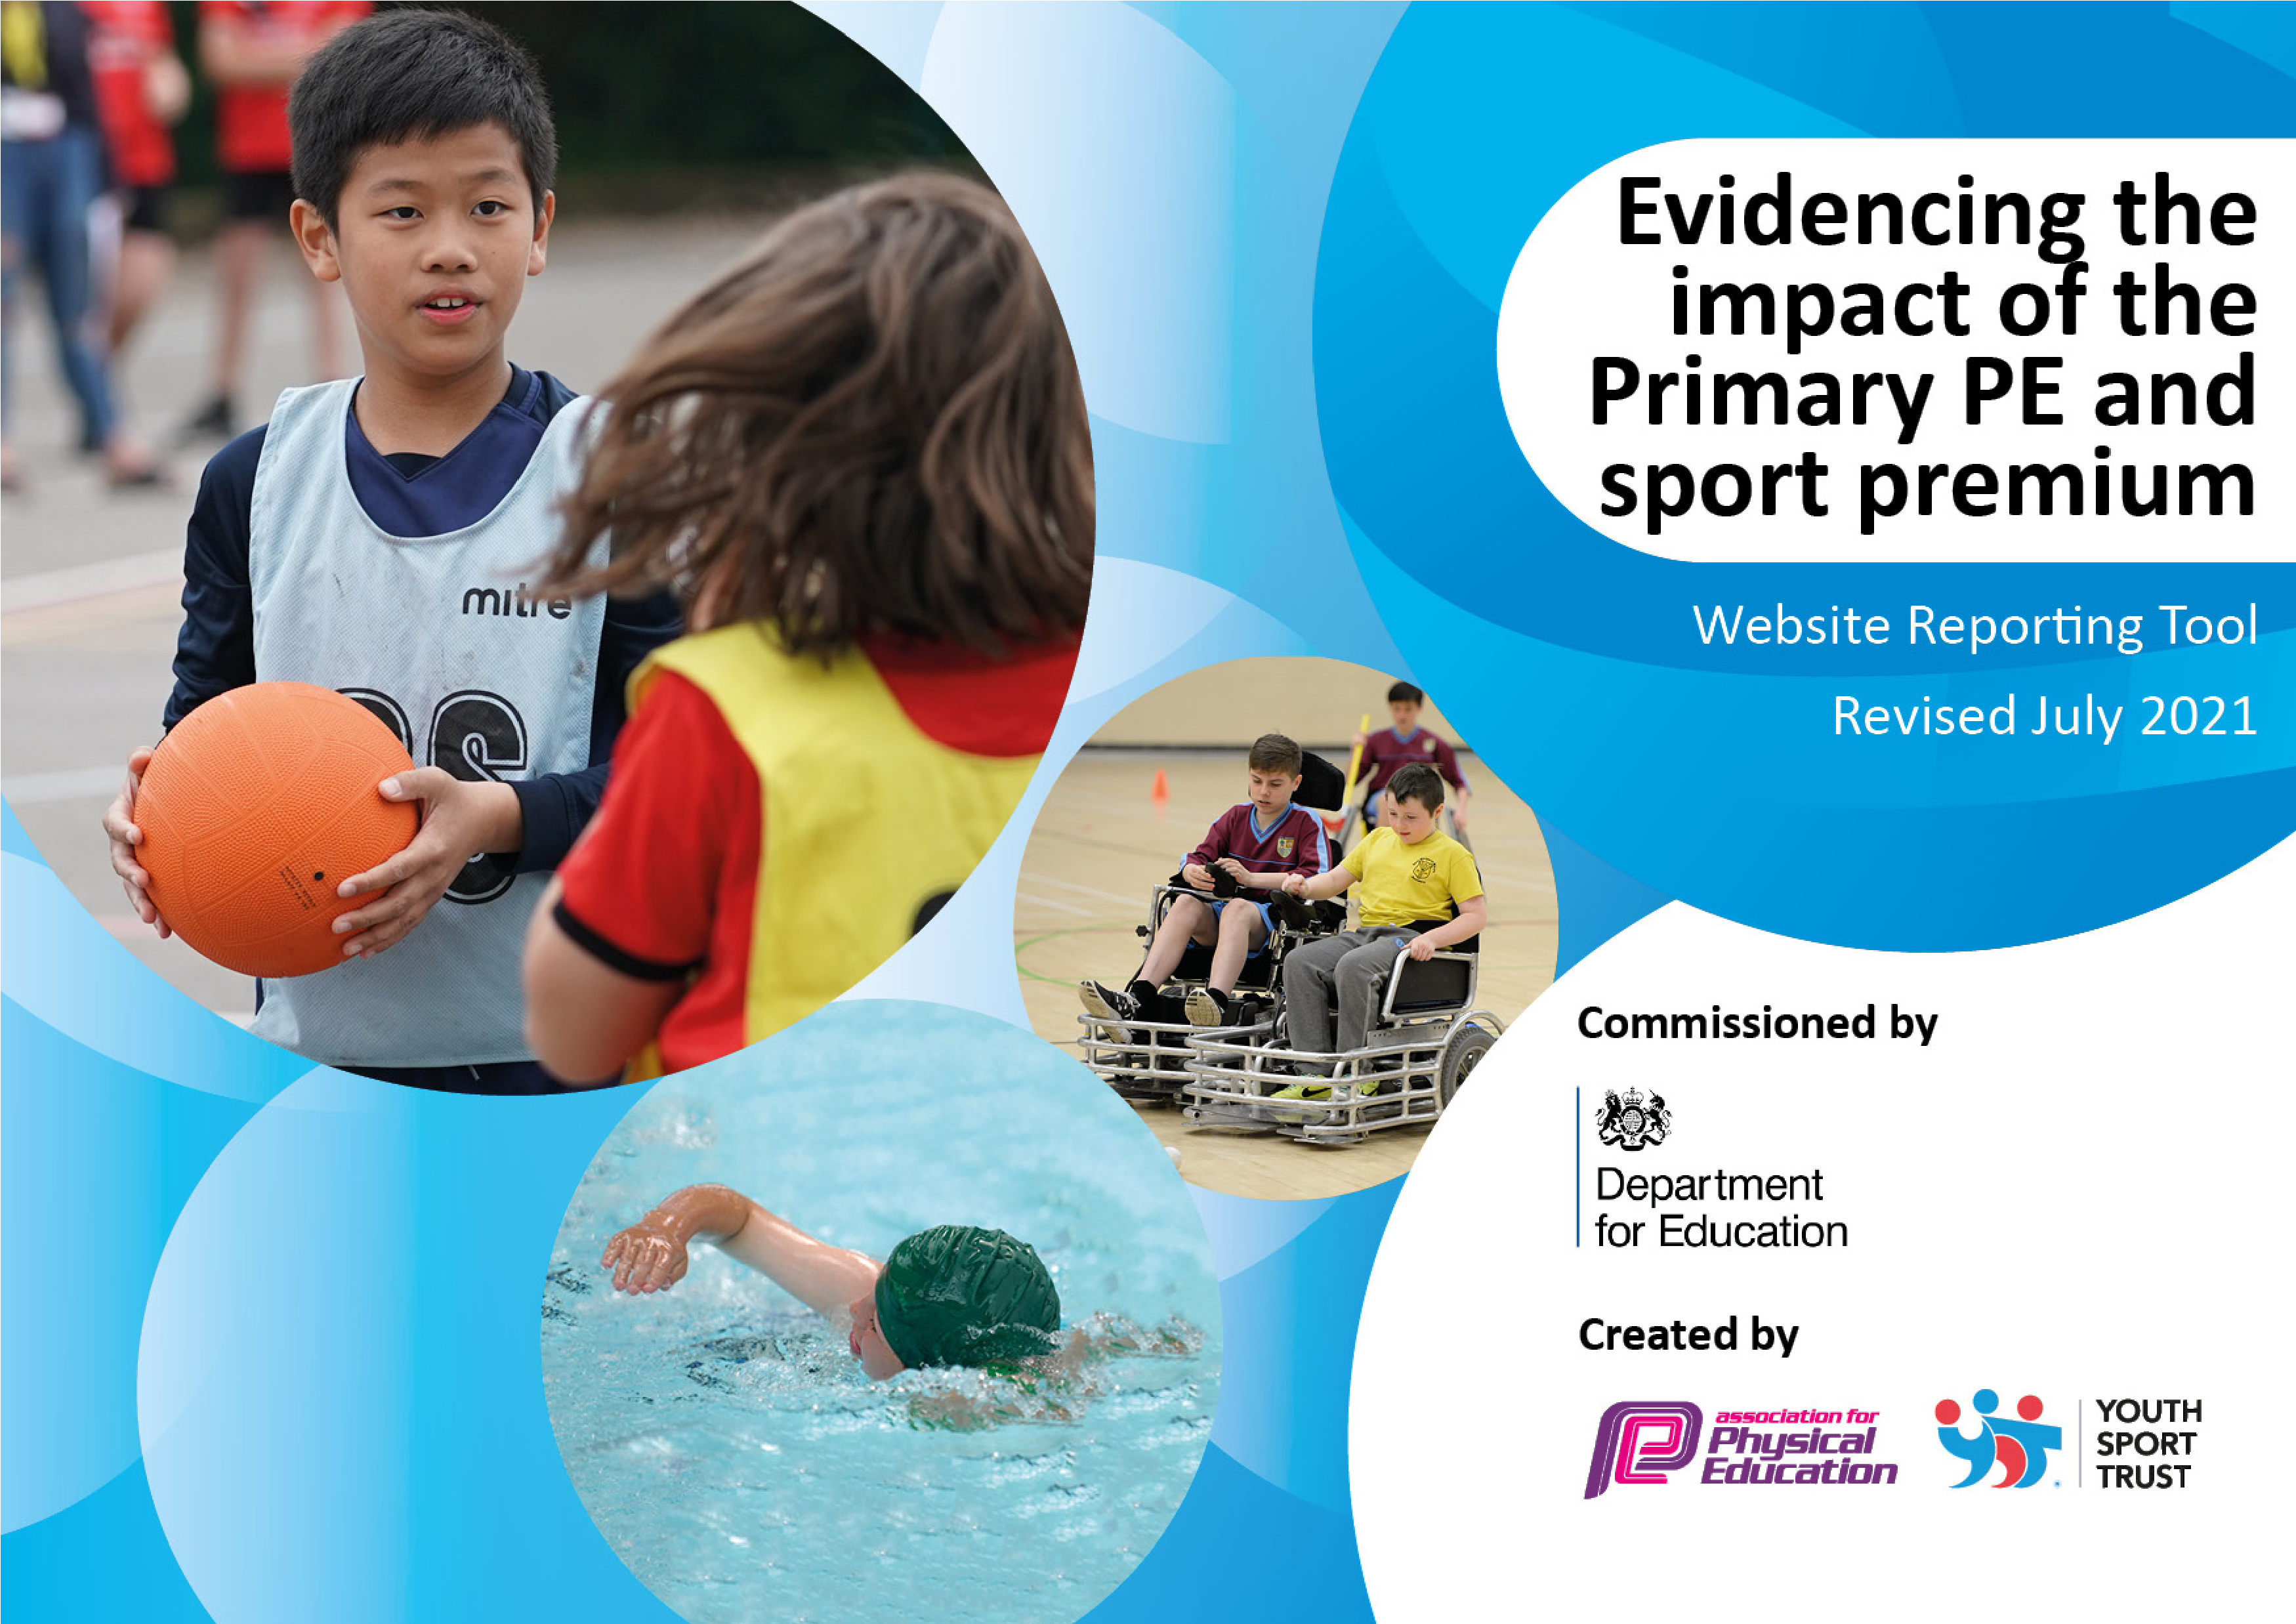 Evidencing the
impact of the
Primary PE and
sport premium
Website Reporting Tool
Revised July 2021
mitre
Commissioned by
Department
for Education
Created by
association for
Physical
Education
YOUTH
SPORT
TRUST